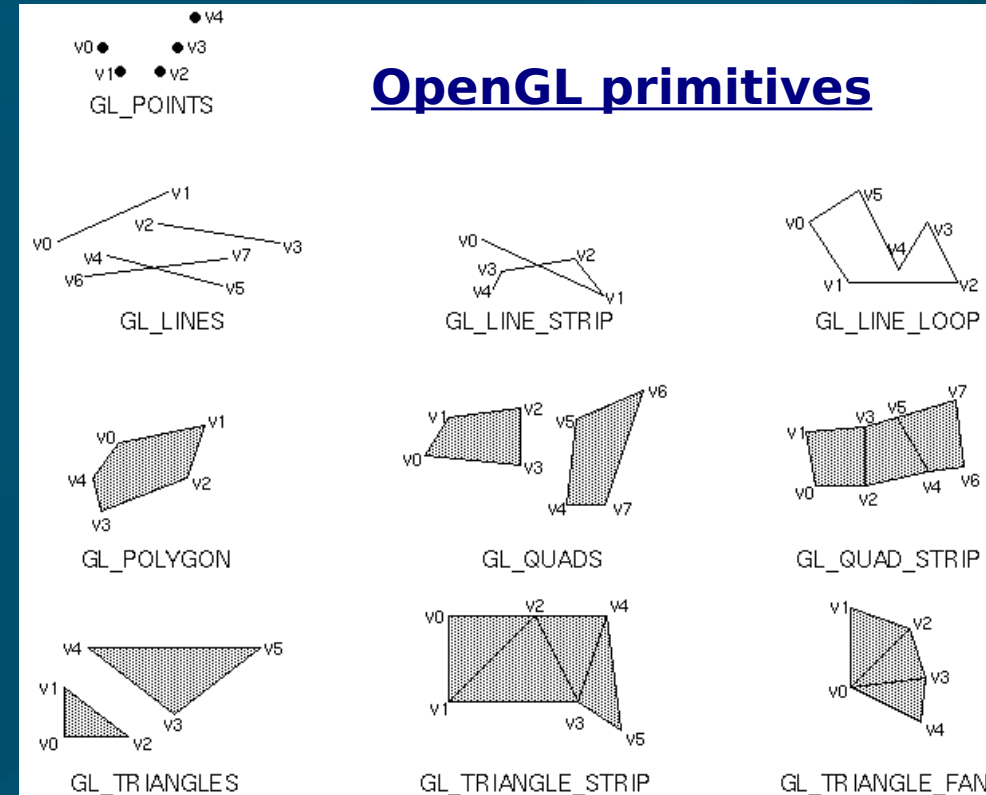 v4
v0 v3
v1 v2
GL_POINTS
OpenGL primitives
v1
v2
v0 v3
v4 v7
v6 v5
GL_LINES
v0
v2
v3
v4 v1
GL_LINE_STRIP
v5
v0 v3
v4
v1 v2
GL_LINE_LOOP
v1
v0
v4 v2
v3
GL_POLYGON
v6
v1 v2 v5
v0 v3
v4 v7
GL_QUADS
v7
v1 v3 v5
v0 v2 v4 v6
GL_QUAD_STRIP
v4 v5
v1
v3
v0 v2
GL_TRIANGLES
v0 v2 v4
v1 v3
v5
GL_TRIANGLE_STRIP
v1
v2
v0 v3
v4
GL_TRIANGLE_FAN